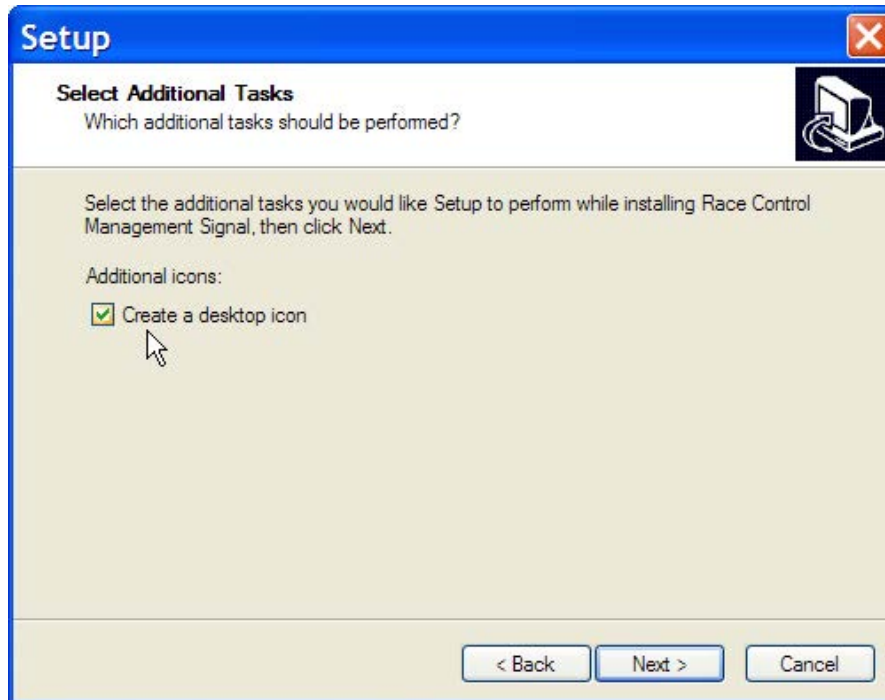 Setup
Select Additional Tasks
Which additional tasks should be performed?
Select the additional tasks you would like Setup to perform while installing Race Control
Management Signal, then click Next.
Additional icons:
Create a desktop icon
< Back Next > Cancel